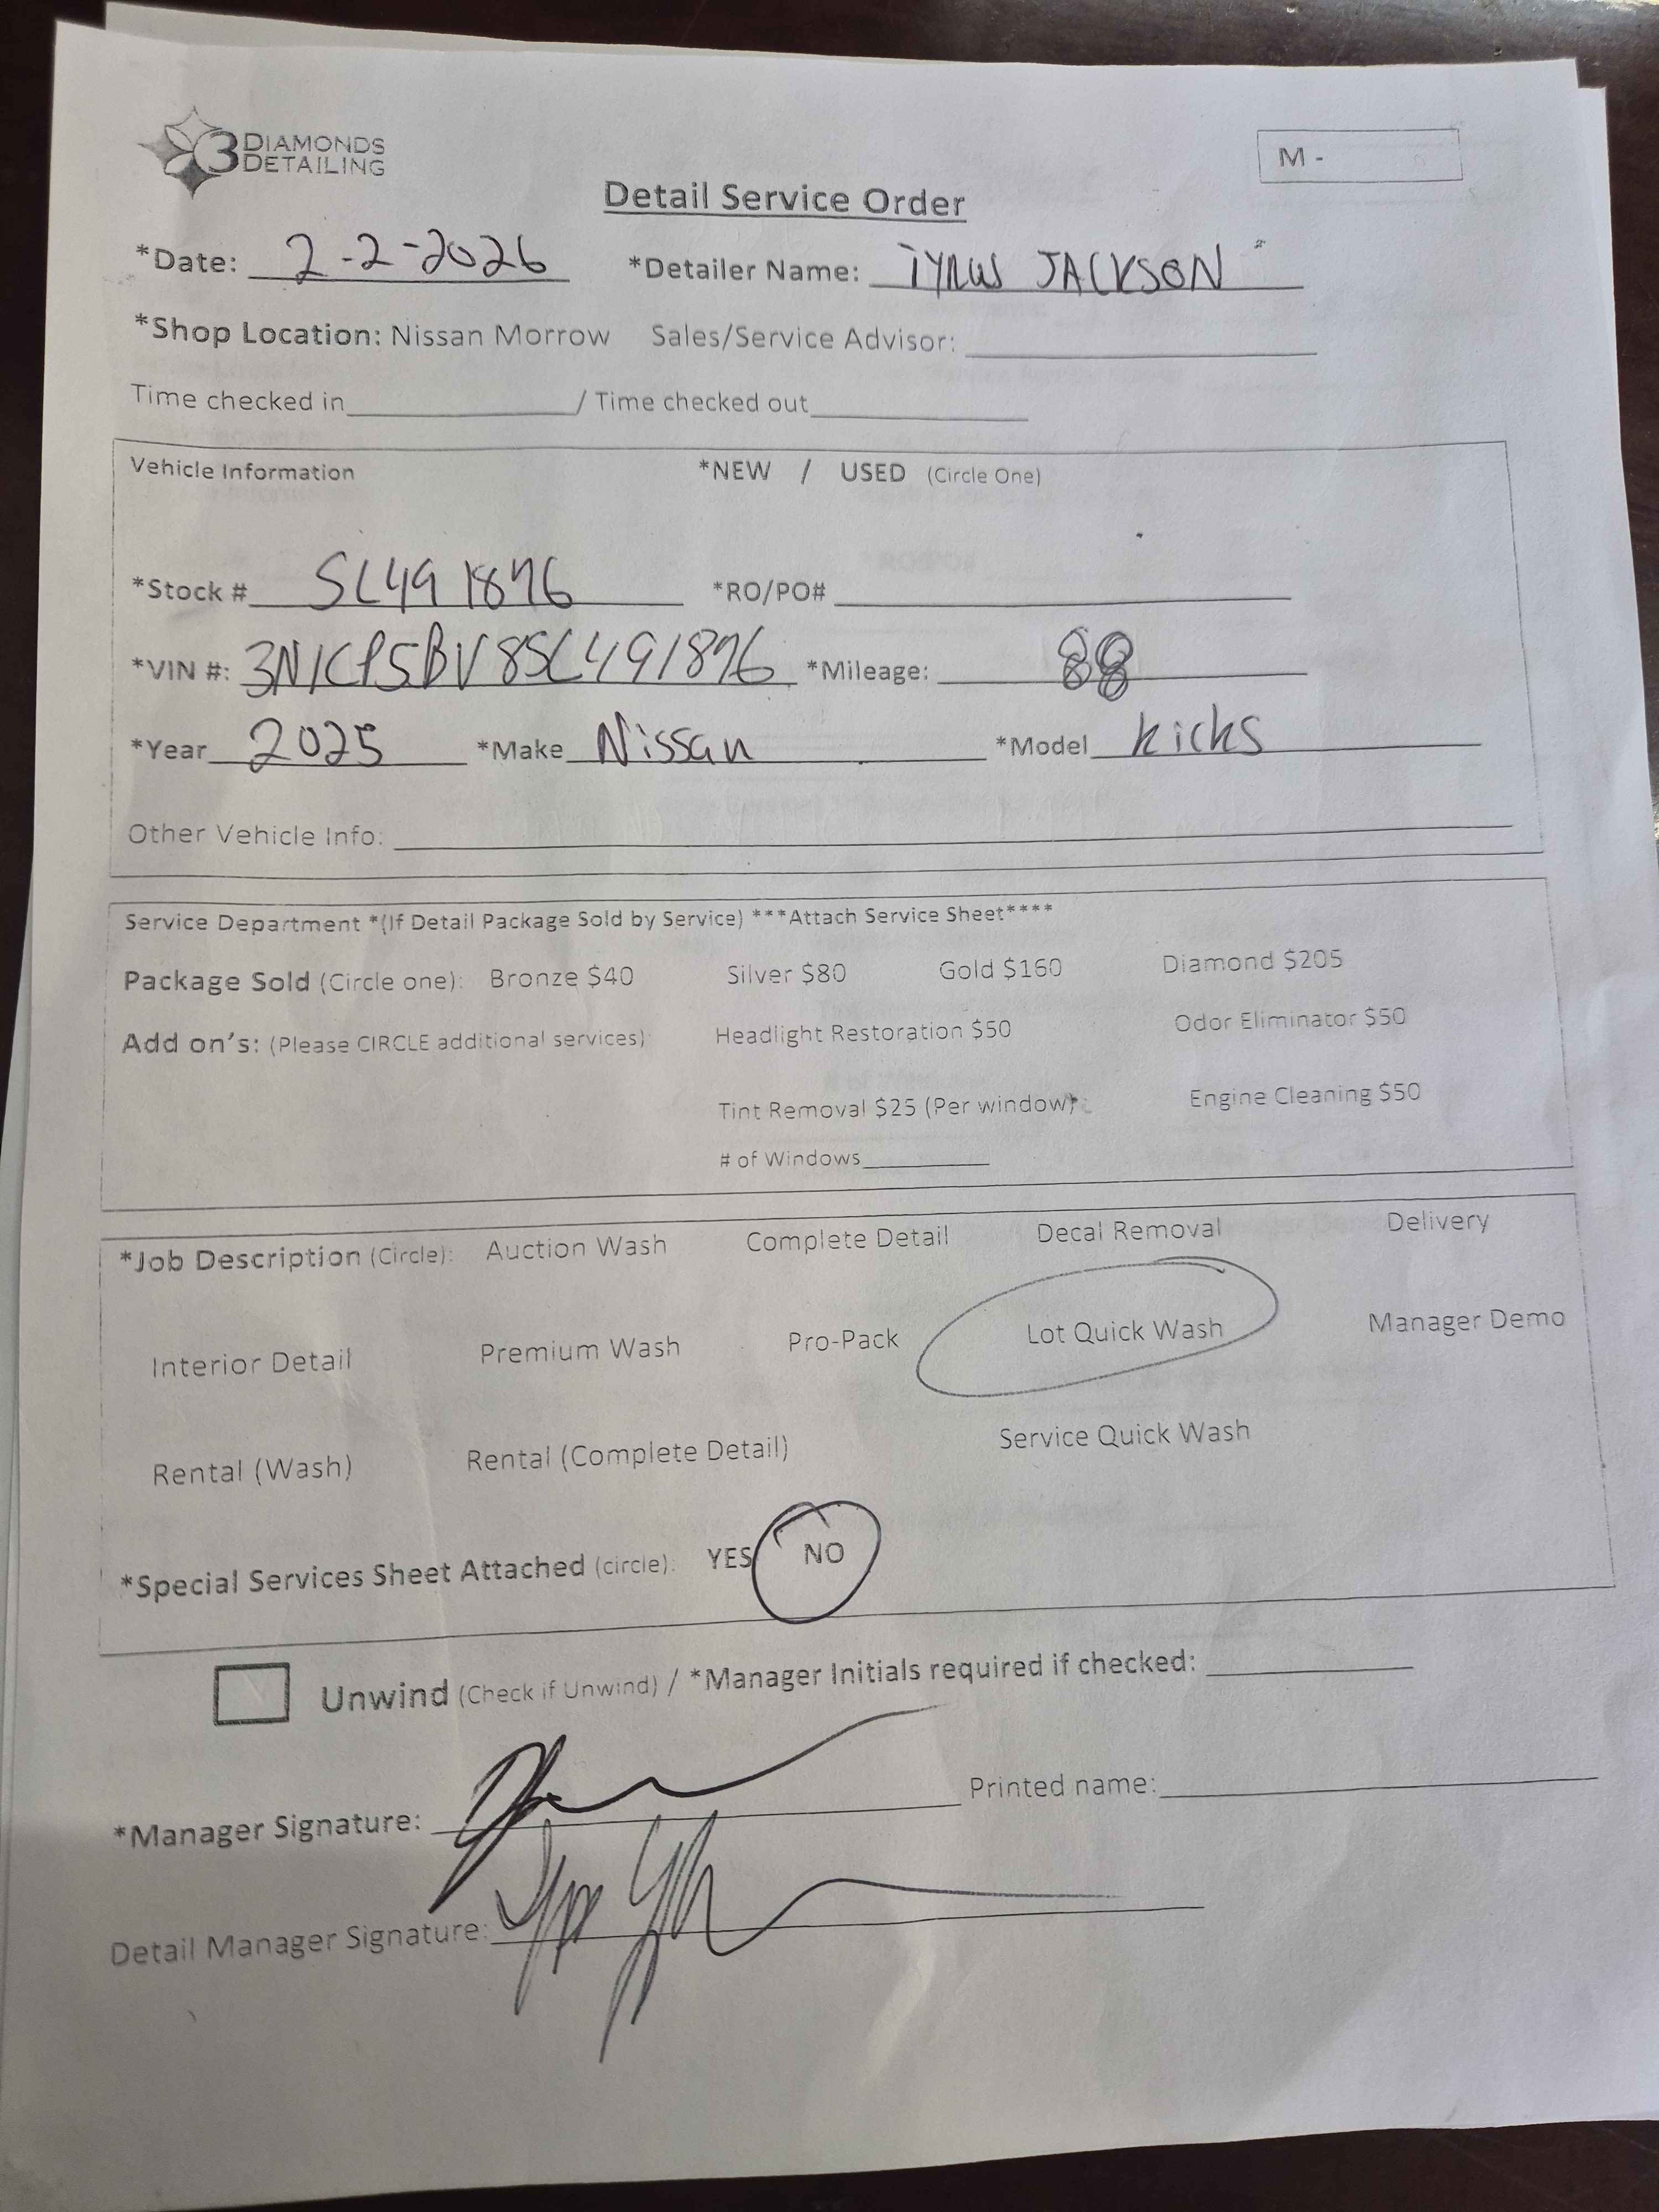 3 DIAMONDS DETAILING
M -
Detail Service Order
*Date: 2-2-2026 *Detailer Name: TYRUS JACKSON
*Shop Location: Nissan Morrow Sales/Service Advisor:
Time checked in / Time checked out
Vehicle Information *NEW / USED (Circle One)
*Stock # SL491876 *RO/PO#
*VIN #: 3N1CP5BV8SL491876 *Mileage: 88
*Year 2025 *Make Nissan *Model kicks
Other Vehicle Info:
Service Department *(If Detail Package Sold by Service) ***Attach Service Sheet****
Package Sold (Circle one): Bronze $40 Silver $80 Gold $160 Diamond $205
Add on's: (Please CIRCLE additional services) Headlight Restoration $50 Odor Eliminator $50
Tint Removal $25 (Per window) Engine Cleaning $50
# of Windows
*Job Description (Circle): Auction Wash Complete Detail Decal Removal Delivery
Interior Detail Premium Wash Pro-Pack Lot Quick Wash Manager Demo
Rental (Wash) Rental (Complete Detail) Service Quick Wash
*Special Services Sheet Attached (circle): YES NO
Unwind (Check if Unwind) / *Manager Initials required if checked:
*Manager Signature: Printed name:
Detail Manager Signature: